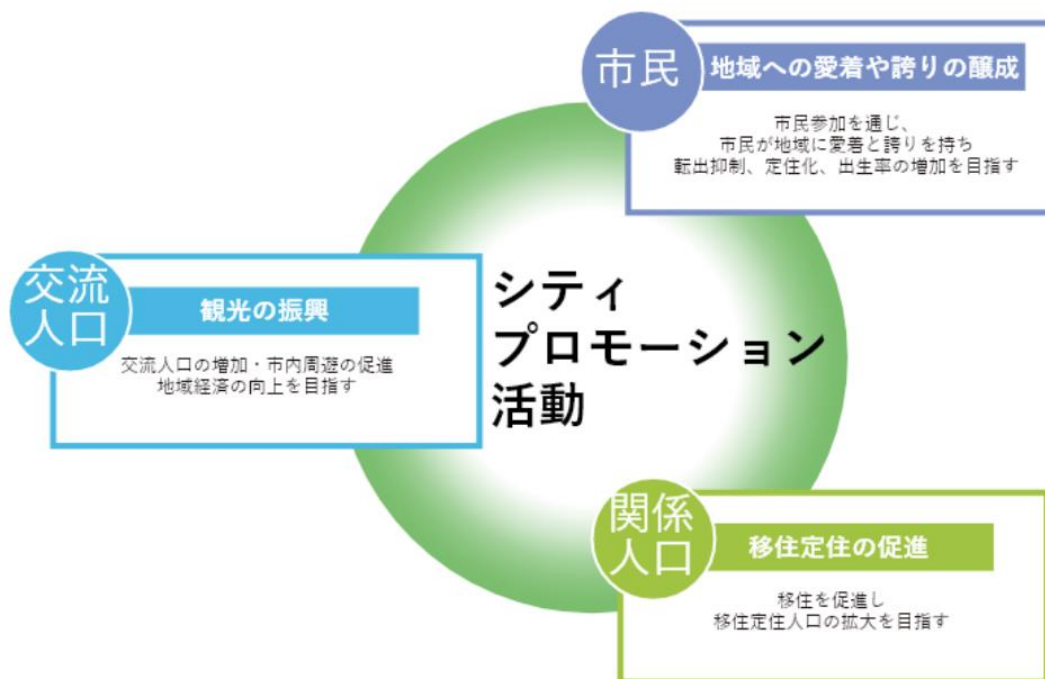 市民
地域への愛着や誇りの醸成
市民参加を通じ、
市民が地域に愛着と誇りを持ち
転出抑制、定住化、出生率の増加を目指す
交流
人口
観光の振興
交流人口の増加・市内周遊の促進
地域経済の向上を目指す
シティ
プロモーション
活動
関係
人口
移住定住の促進
移住を促進し
移住定住人口の拡大を目指す